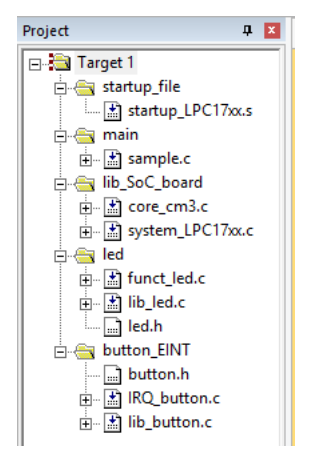 Project
Target 1
startup_file
startup_LPC17xx.s
main
sample.c
lib_SoC_board
core_cm3.c
system_LPC17xx.c
led
funct_led.c
lib_led.c
led.h
button_EINT
button.h
IRQ_button.c
lib_button.c